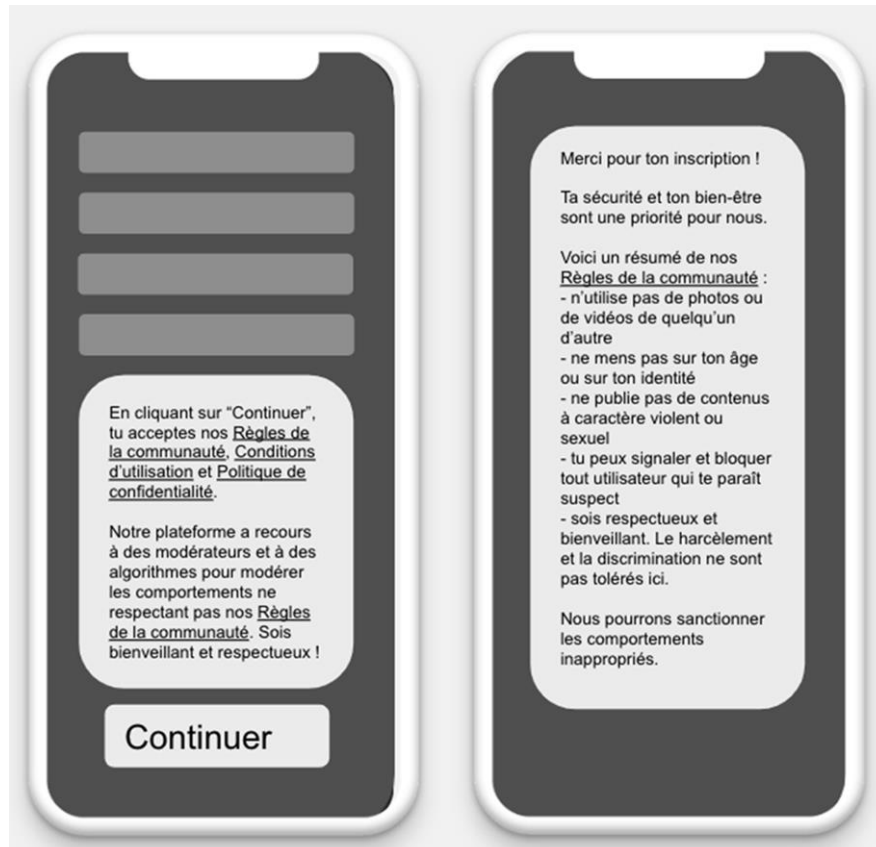 En cliquant sur “Continuer”,
tu acceptes nos Règles de
la communauté, Conditions
d’utilisation et Politique de
confidentialité.
Notre plateforme a recours
à des modérateurs et à des
algorithmes pour modérer
les comportements ne
respectant pas nos Règles
de la communauté. Sois
bienveillant et respectueux !
Continuer
Merci pour ton inscription !
Ta sécurité et ton bien-être
sont une priorité pour nous.
Voici un résumé de nos
Règles de la communauté :
- n’utilise pas de photos ou
de vidéos de quelqu’un
d’autre
- ne mens pas sur ton âge
ou sur ton identité
- ne publie pas de contenus
à caractère violent ou
sexuel
- tu peux signaler et bloquer
tout utilisateur qui te paraît
suspect
- sois respectueux et
bienveillant. Le harcèlement
et la discrimination ne sont
pas tolérés ici.
Nous pourrons sanctionner
les comportements
inappropriés.